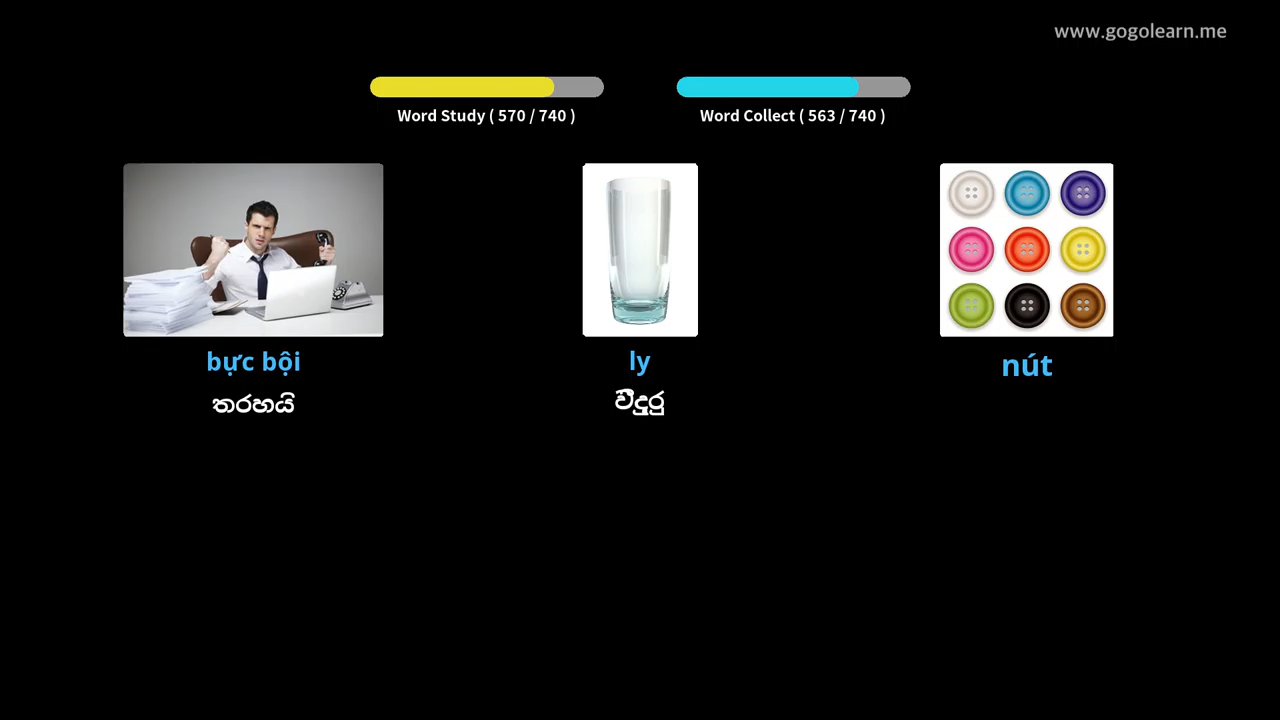 www.gogolearn.me
Word Study ( 570 / 740 )
Word Collect ( 563 / 740 )
bực bội
ly
nút
තරහයි
වීදුරු